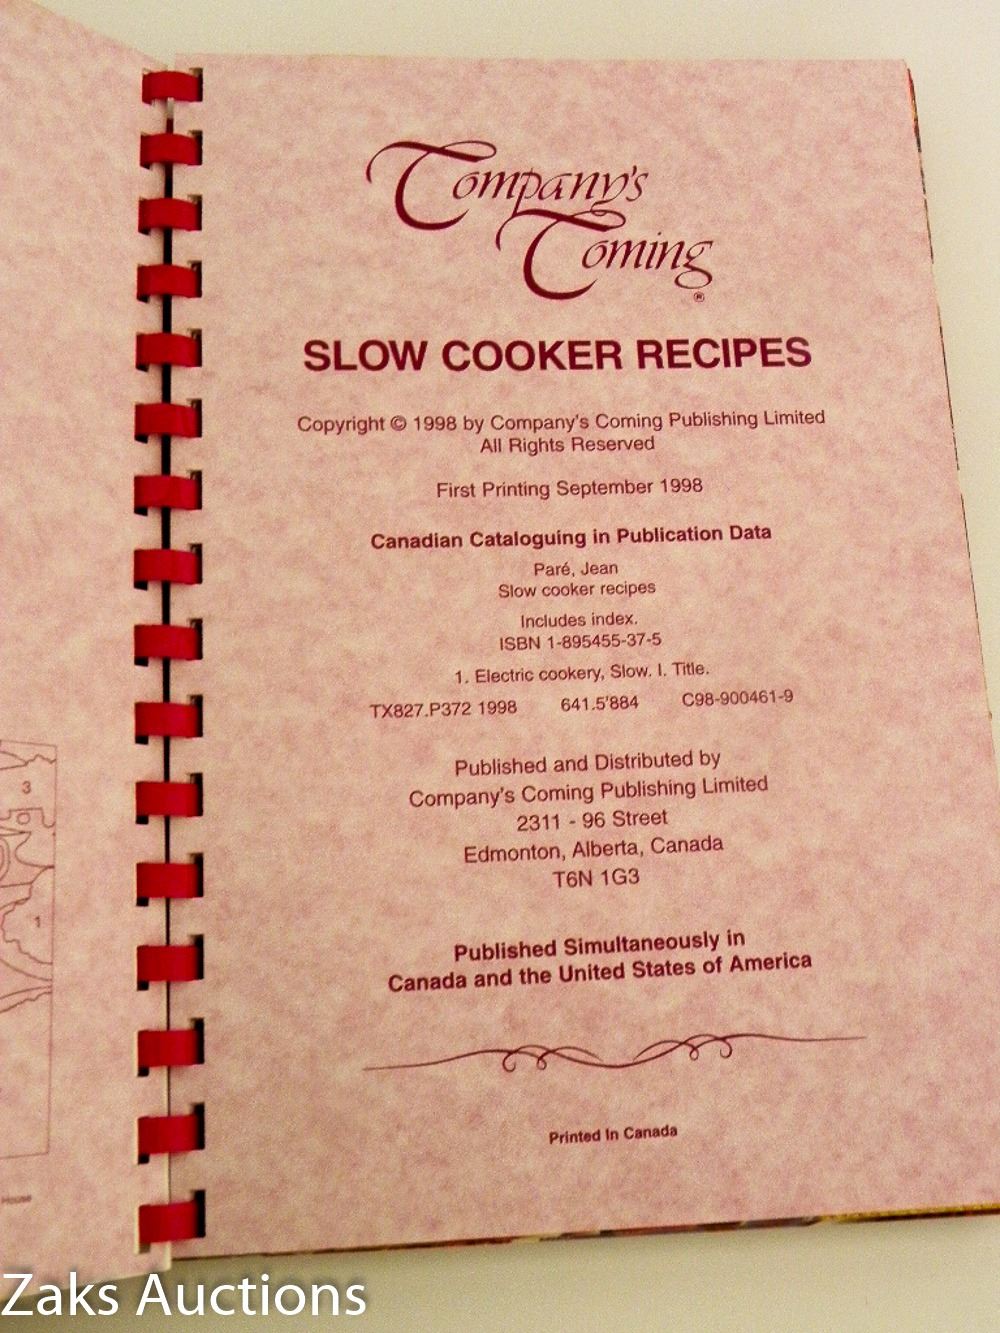 Company's
Coming
®
SLOW COOKER RECIPES
Copyright © 1998 by Company's Coming Publishing Limited
All Rights Reserved
First Printing September 1998
Canadian Cataloguing in Publication Data
Paré, Jean
Slow cooker recipes
Includes index.
ISBN 1-895455-37-5
1. Electric cookery, Slow. I. Title.
TX827.P372 1998 641.5'884 C98-900461-9
Published and Distributed by
Company's Coming Publishing Limited
2311 - 96 Street
Edmonton, Alberta, Canada
T6N 1G3
Published Simultaneously in
Canada and the United States of America
Printed In Canada
3
1
House
Zaks Auctions